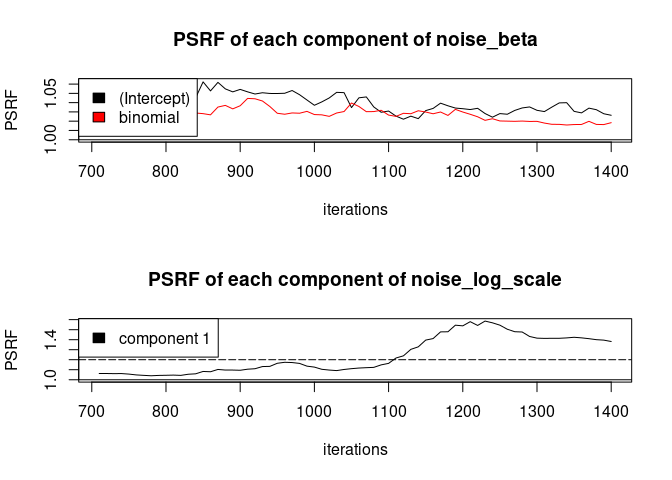 PSRF of each component of noise_beta
PSRF
1.00 1.05
(Intercept)
binomial
700 800 900 1000 1100 1200 1300 1400
iterations
PSRF of each component of noise_log_scale
PSRF
1.0 1.4
component 1
700 800 900 1000 1100 1200 1300 1400
iterations